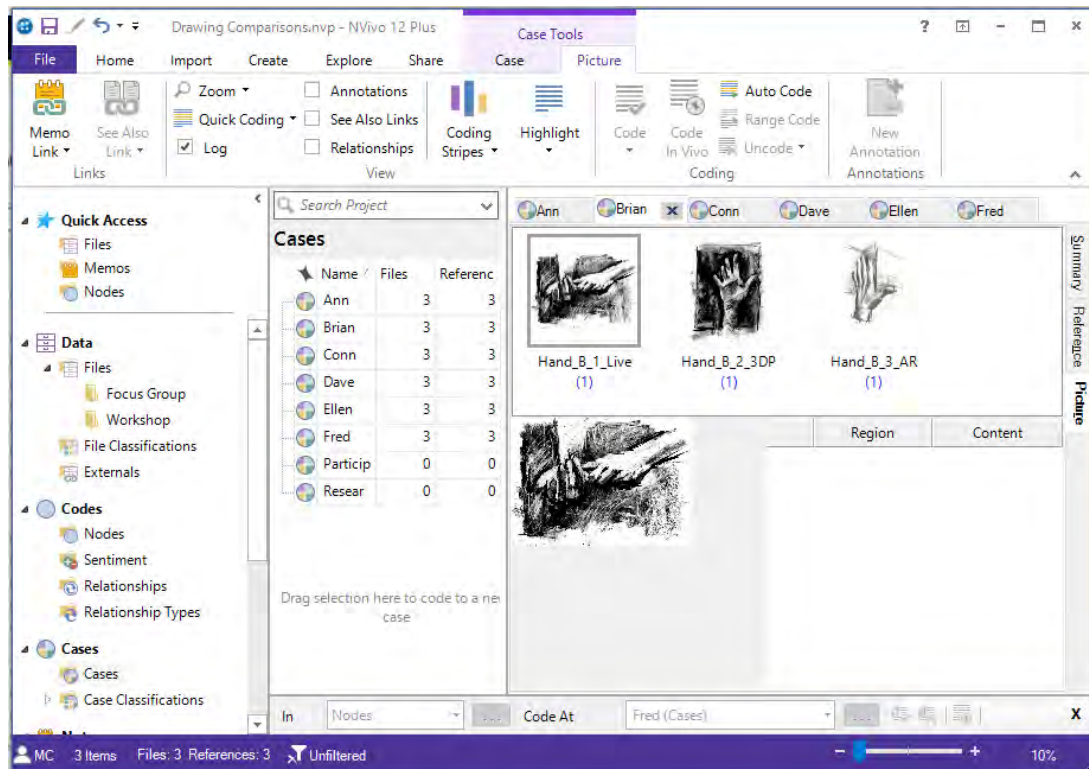 Drawing Comparisons.nvp - NVivo 12 Plus
Case Tools
?
x
File
Home
Import
Create
Explore
Share
Case
Picture
Memo Link
See Also Link
Links
Zoom
Quick Coding
Log
Annotations
See Also Links
Relationships
View
Coding Stripes
Highlight
Code
Code In Vivo
Auto Code
Range Code
Uncode
Coding
New Annotation
Annotations
Quick Access
Files
Memos
Nodes
Data
Files
Focus Group
Workshop
File Classifications
Externals
Codes
Nodes
Sentiment
Relationships
Relationship Types
Cases
Cases
Case Classifications
Search Project
Cases
Name Files Referenc
Ann 3 3
Brian 3 3
Conn 3 3
Dave 3 3
Ellen 3 3
Fred 3 3
Particip 0 0
Resear 0 0
Drag selection here to code to a ne
case
Ann
Brian
Conn
Dave
Ellen
Fred
Hand_B_1_Live
(1)
Hand_B_2_3DP
(1)
Hand_B_3_AR
(1)
Region
Content
Summary
Reference
Picture
In
Nodes
...
Code At
Fred (Cases)
...
X
MC
3 Items
Files: 3 References: 3
Unfiltered
10%